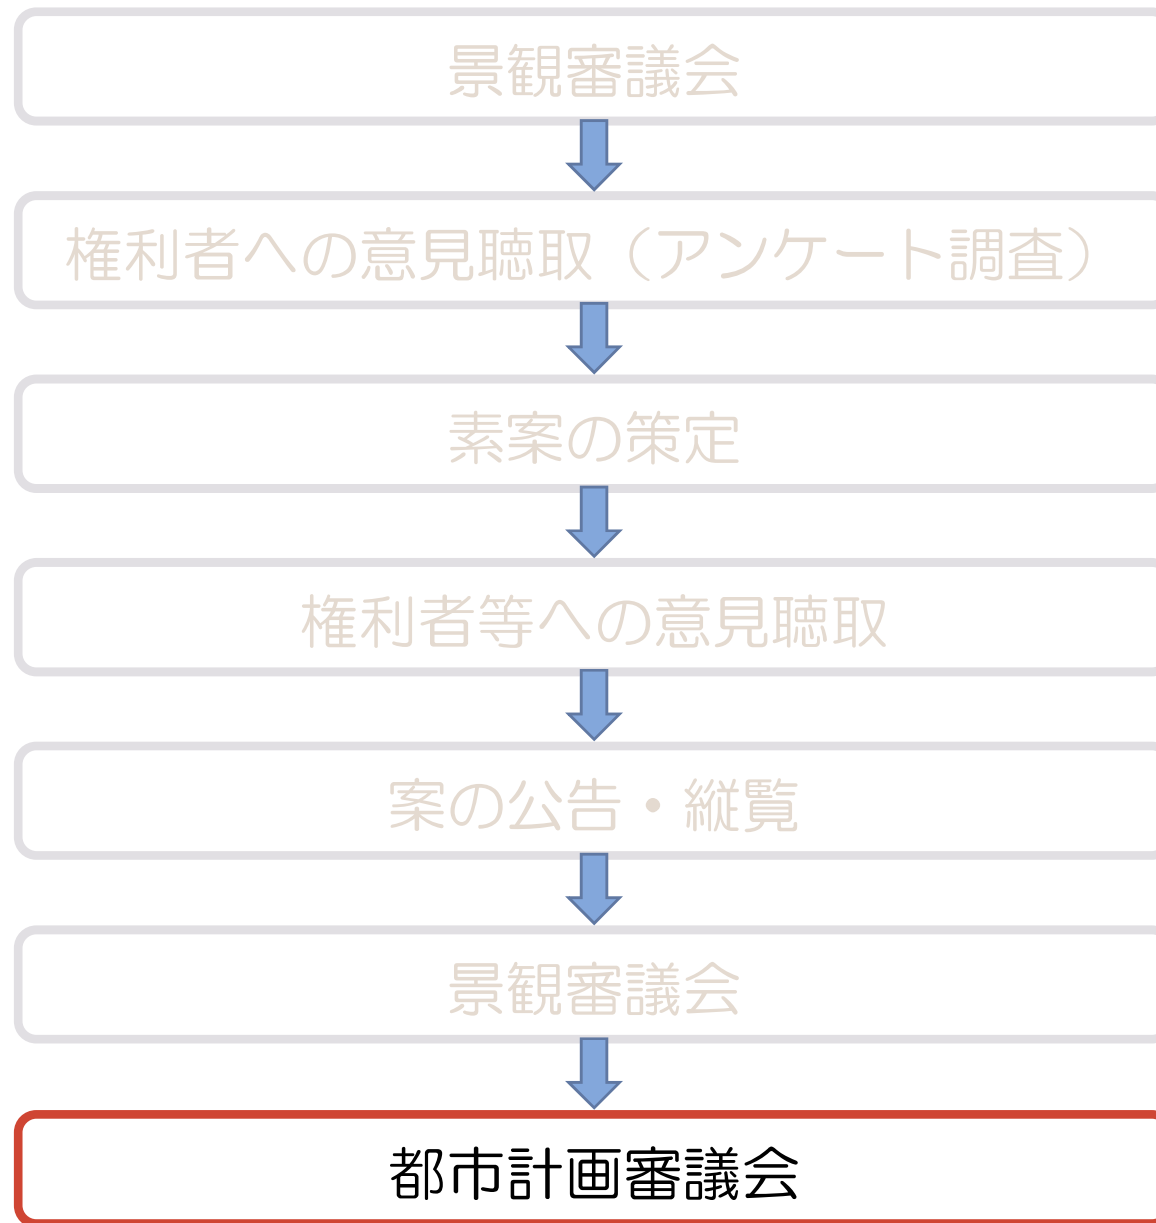 景観審議会
権利者への意見聴取（アンケート調査）
素案の策定
権利者等への意見聴取
案の公告・縦覧
景観審議会
都市計画審議会